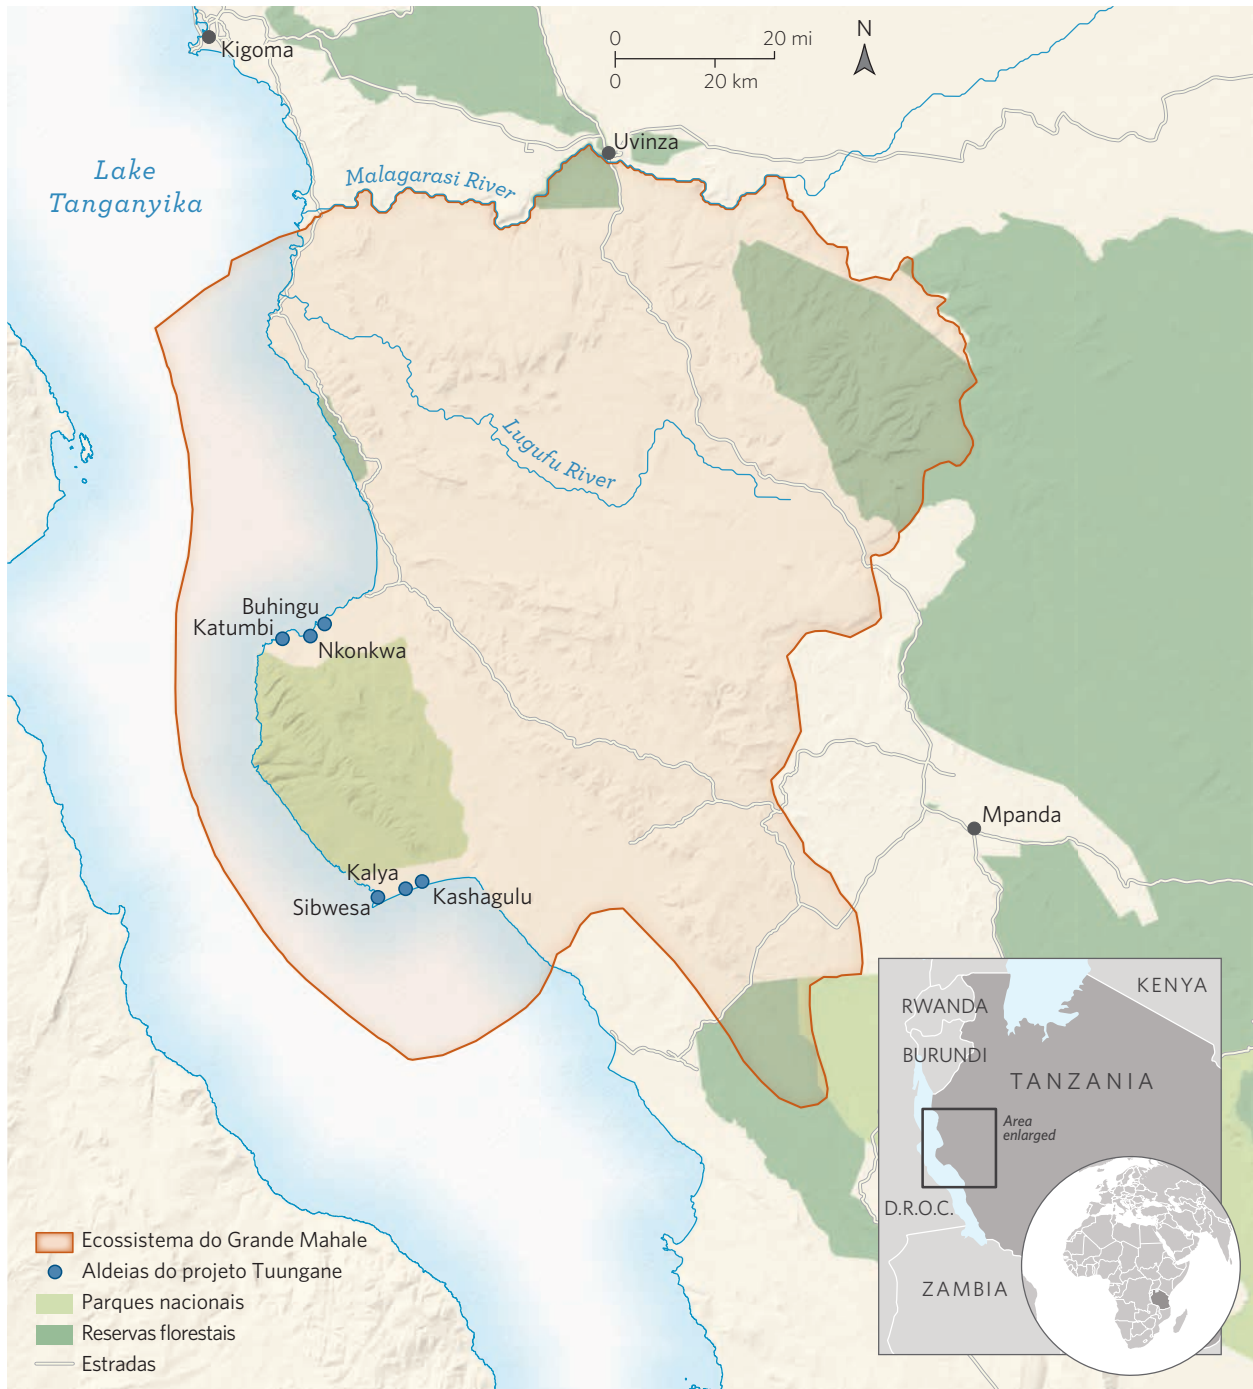 Kigoma
0 20 mi
0 20 km
N
Uvinza
Lake
Tanganyika
Malagarasi River
Lugufu River
Buhingu
Katumbi
Nkonkwa
Mpanda
Kalya
Kashagulu
Sibwesa
KENYA
RWANDA
BURUNDI
TANZANIA
Area
enlarged
D.R.O.C.
ZAMBIA
Ecossistema do Grande Mahale
Aldeias do projeto Tuungane
Parques nacionais
Reservas florestais
Estradas